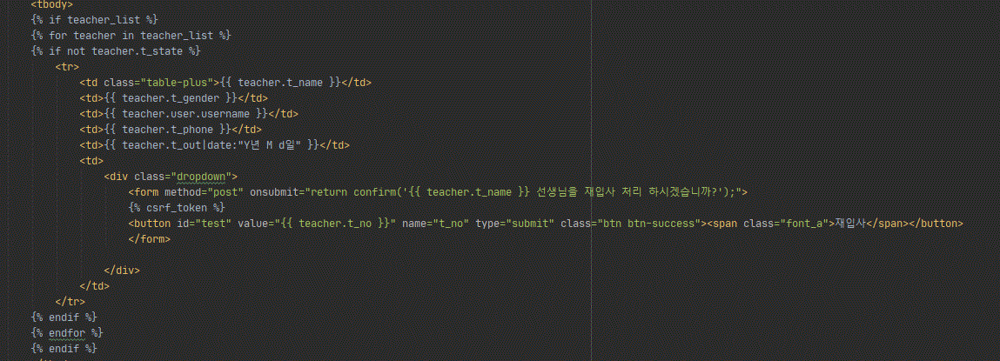 <tbody>
{% if teacher_list %}
{% for teacher in teacher_list %}
{% if not teacher.t_state %}
<tr>
<td class="table-plus">{{ teacher.t_name }}</td>
<td>{{ teacher.t_gender }}</td>
<td>{{ teacher.user.username }}</td>
<td>{{ teacher.t_phone }}</td>
<td>{{ teacher.t_out|date:"Y년 M d일" }}</td>
<td>
<div class="dropdown">
<form method="post" onsubmit="return confirm('{{ teacher.t_name }} 선생님을 재입사 처리 하시겠습니까?');">
{% csrf_token %}
<button id="test" value="{{ teacher.t_no }}" name="t_no" type="submit" class="btn btn-success"><span class="font_a">재입사</span></button>
</form>
</div>
</td>
</tr>
{% endif %}
{% endfor %}
{% endif %}